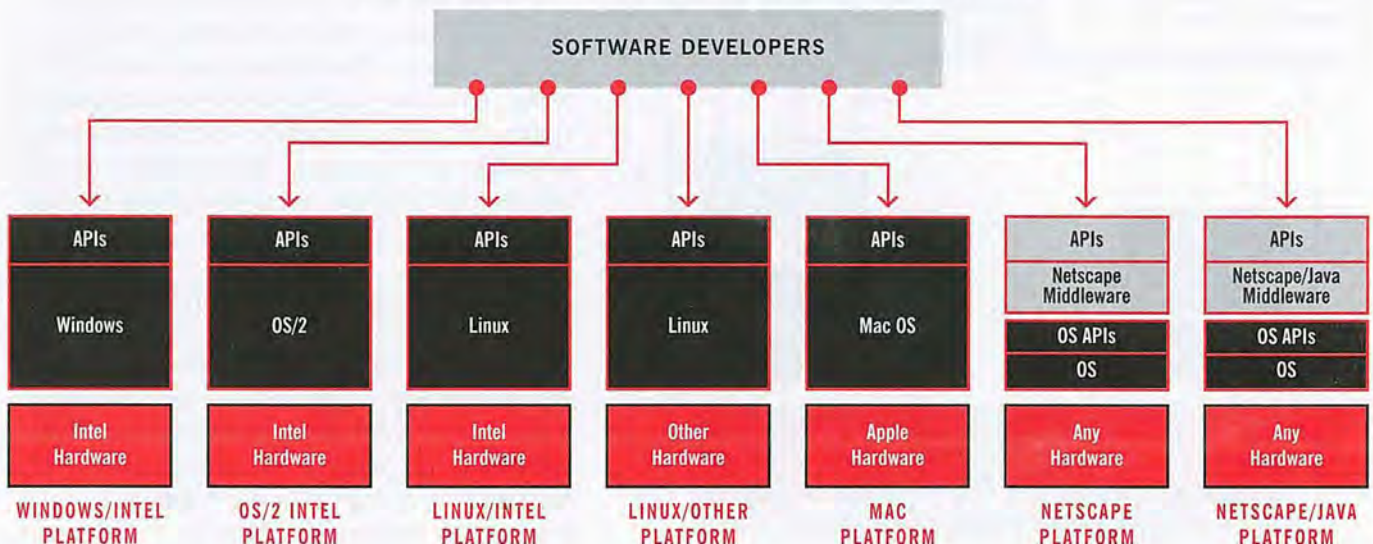 SOFTWARE DEVELOPERS
APIs
Windows
Intel
Hardware
WINDOWS/INTEL
PLATFORM
APIs
OS/2
Intel
Hardware
OS/2 INTEL
PLATFORM
APIs
Linux
Intel
Hardware
LINUX/INTEL
PLATFORM
APIs
Linux
Other
Hardware
LINUX/OTHER
PLATFORM
APIs
Mac OS
Apple
Hardware
MAC
PLATFORM
APIs
Netscape
Middleware
OS APIs
OS
Any
Hardware
NETSCAPE
PLATFORM
APIs
Netscape/Java
Middleware
OS APIs
OS
Any
Hardware
NETSCAPE/JAVA
PLATFORM